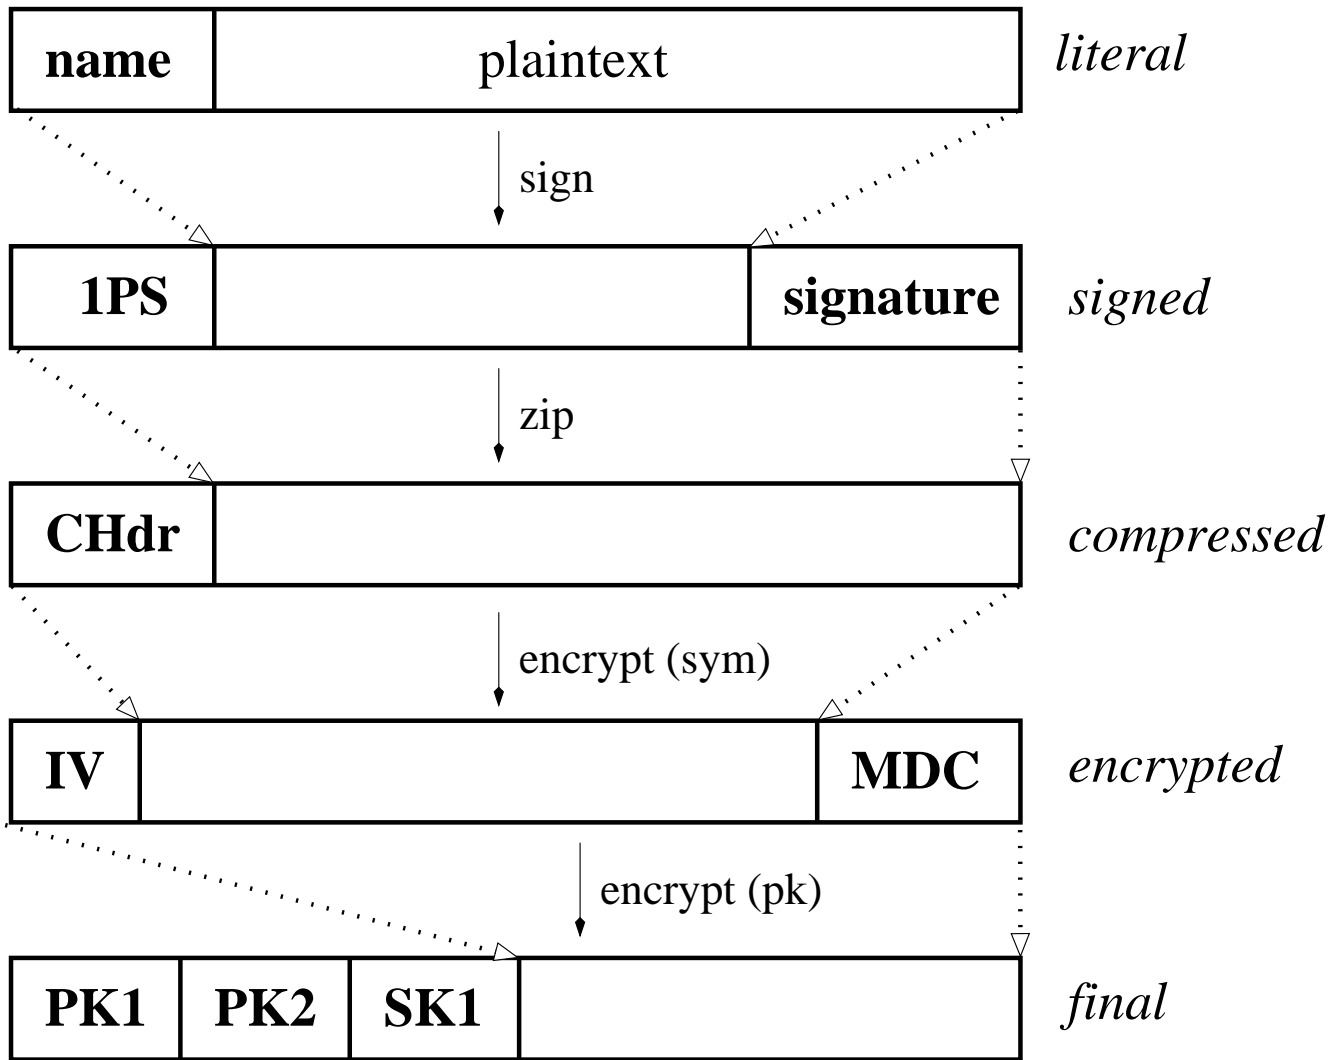 name plaintext literal
sign
1PS signature signed
zip
CHdr compressed
encrypt (sym)
IV MDC encrypted
encrypt (pk)
PK1 PK2 SK1 final